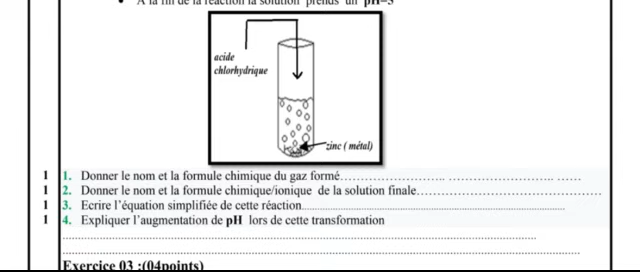 • A la fin de la réaction la solution prends un pH=5
acide
chlorhydrique
zinc ( métal)
1 1. Donner le nom et la formule chimique du gaz formé……………………… ……………………… ……
1 2. Donner le nom et la formule chimique/ionique de la solution finale…………………………………………
1 3. Ecrire l’équation simplifiée de cette réaction...............................................................................................
1 4. Expliquer l’augmentation de pH lors de cette transformation
Exercice 03 :(04points)